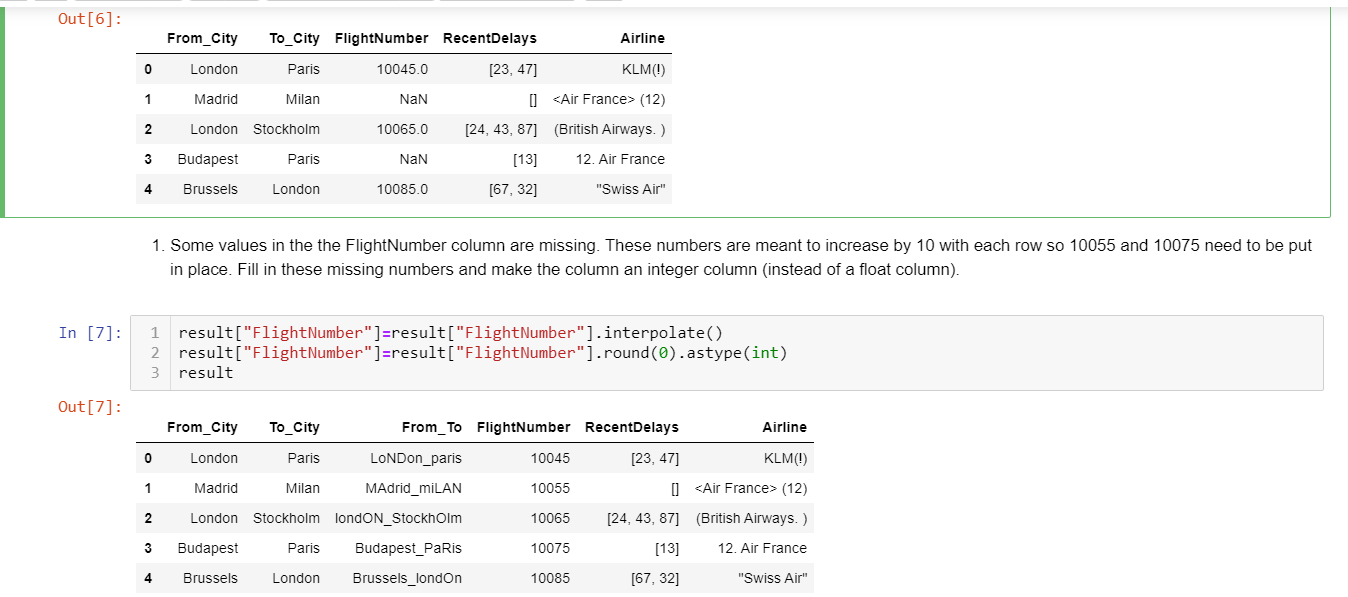 Out[6]:
From_City To_City FlightNumber RecentDelays Airline
0 London Paris 10045.0 [23, 47] KLM(!)
1 Madrid Milan NaN [] <Air France> (12)
2 London Stockholm 10065.0 [24, 43, 87] (British Airways. )
3 Budapest Paris NaN [13] 12. Air France
4 Brussels London 10085.0 [67, 32] "Swiss Air"
1. Some values in the the FlightNumber column are missing. These numbers are meant to increase by 10 with each row so 10055 and 10075 need to be put
in place. Fill in these missing numbers and make the column an integer column (instead of a float column).
In [7]:
1 result["FlightNumber"]=result["FlightNumber"].interpolate()
2 result["FlightNumber"]=result["FlightNumber"].round(0).astype(int)
3 result
Out[7]:
From_City To_City From_To FlightNumber RecentDelays Airline
0 London Paris LoNDon_paris 10045 [23, 47] KLM(!)
1 Madrid Milan MAdrid_miLAN 10055 [] <Air France> (12)
2 London Stockholm londON_StockhOlm 10065 [24, 43, 87] (British Airways. )
3 Budapest Paris Budapest_PaRis 10075 [13] 12. Air France
4 Brussels London Brussels_londOn 10085 [67, 32] "Swiss Air"